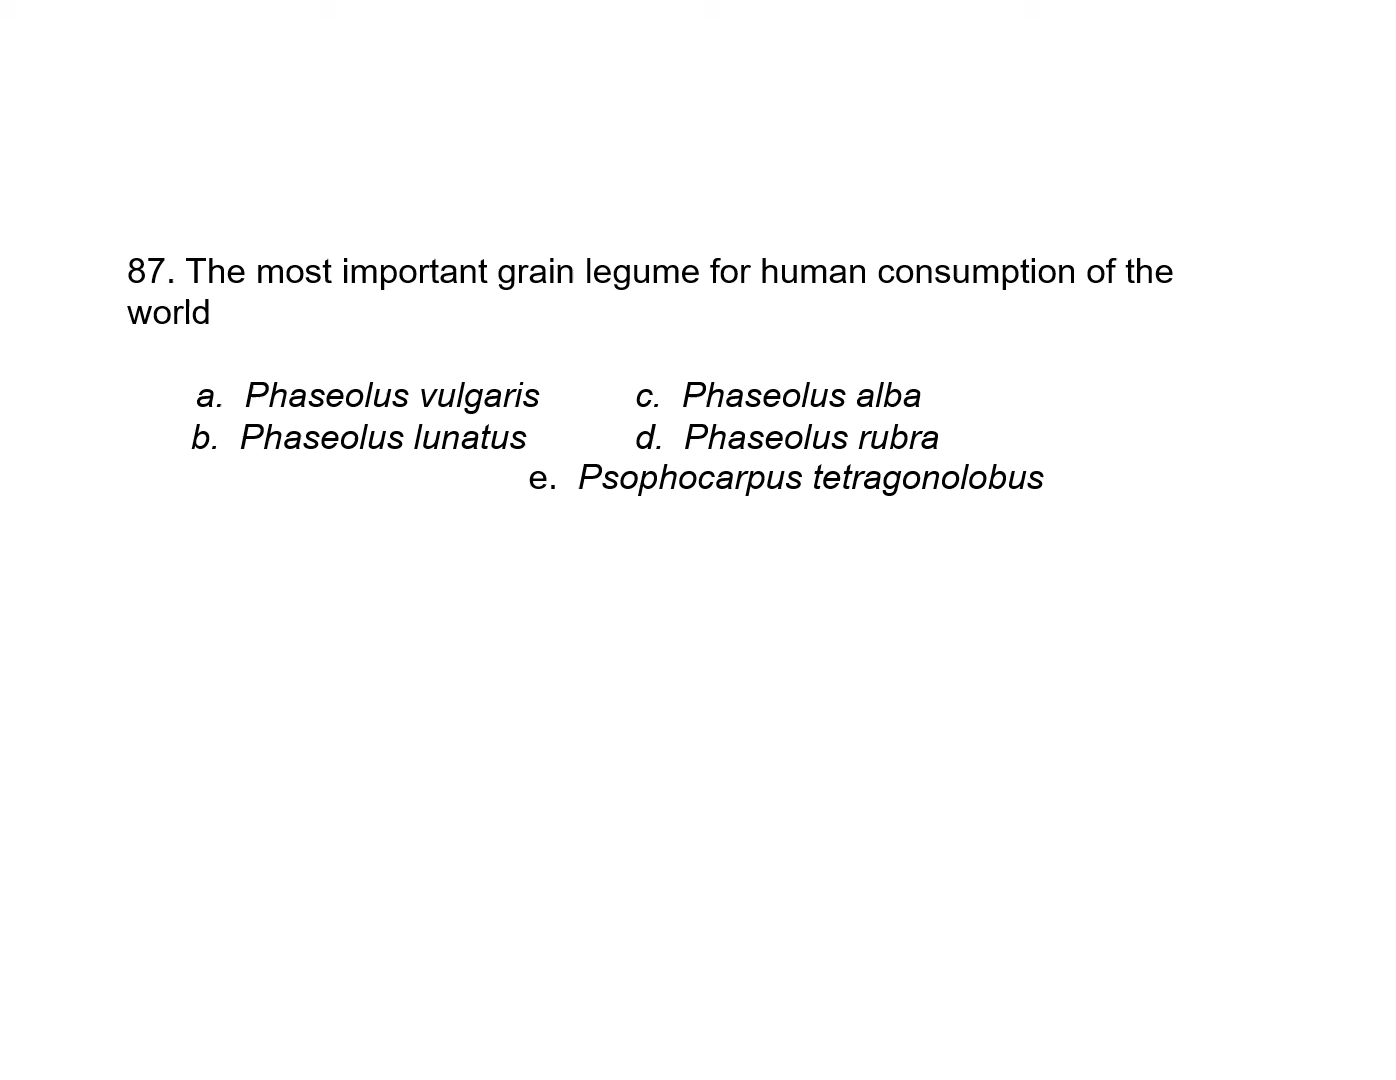 87. The most important grain legume for human consumption of the
world
a. Phaseolus vulgaris c. Phaseolus alba
b. Phaseolus lunatus d. Phaseolus rubra
e. Psophocarpus tetragonolobus